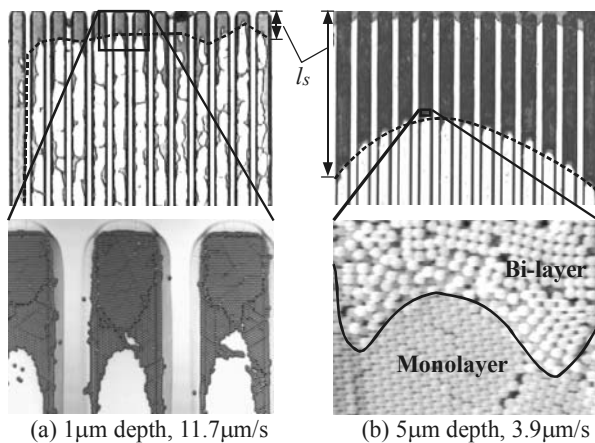 ls
Bi-layer
Monolayer
(a) 1μm depth, 11.7μm/s
(b) 5μm depth, 3.9μm/s